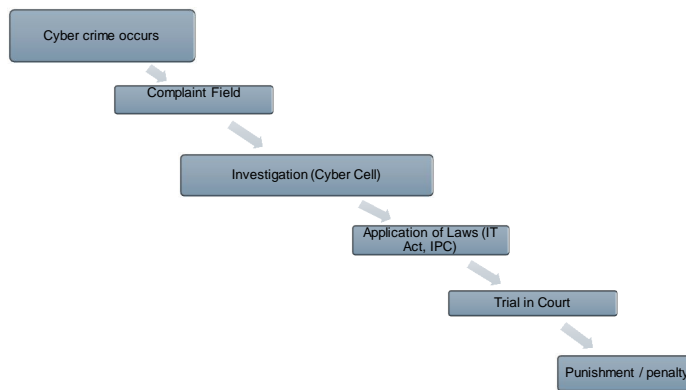 Cyber crime occurs
Complaint Field
Investigation (Cyber Cell)
Application of Laws (IT
Act, IPC)
Trial in Court
Punishment / penalty